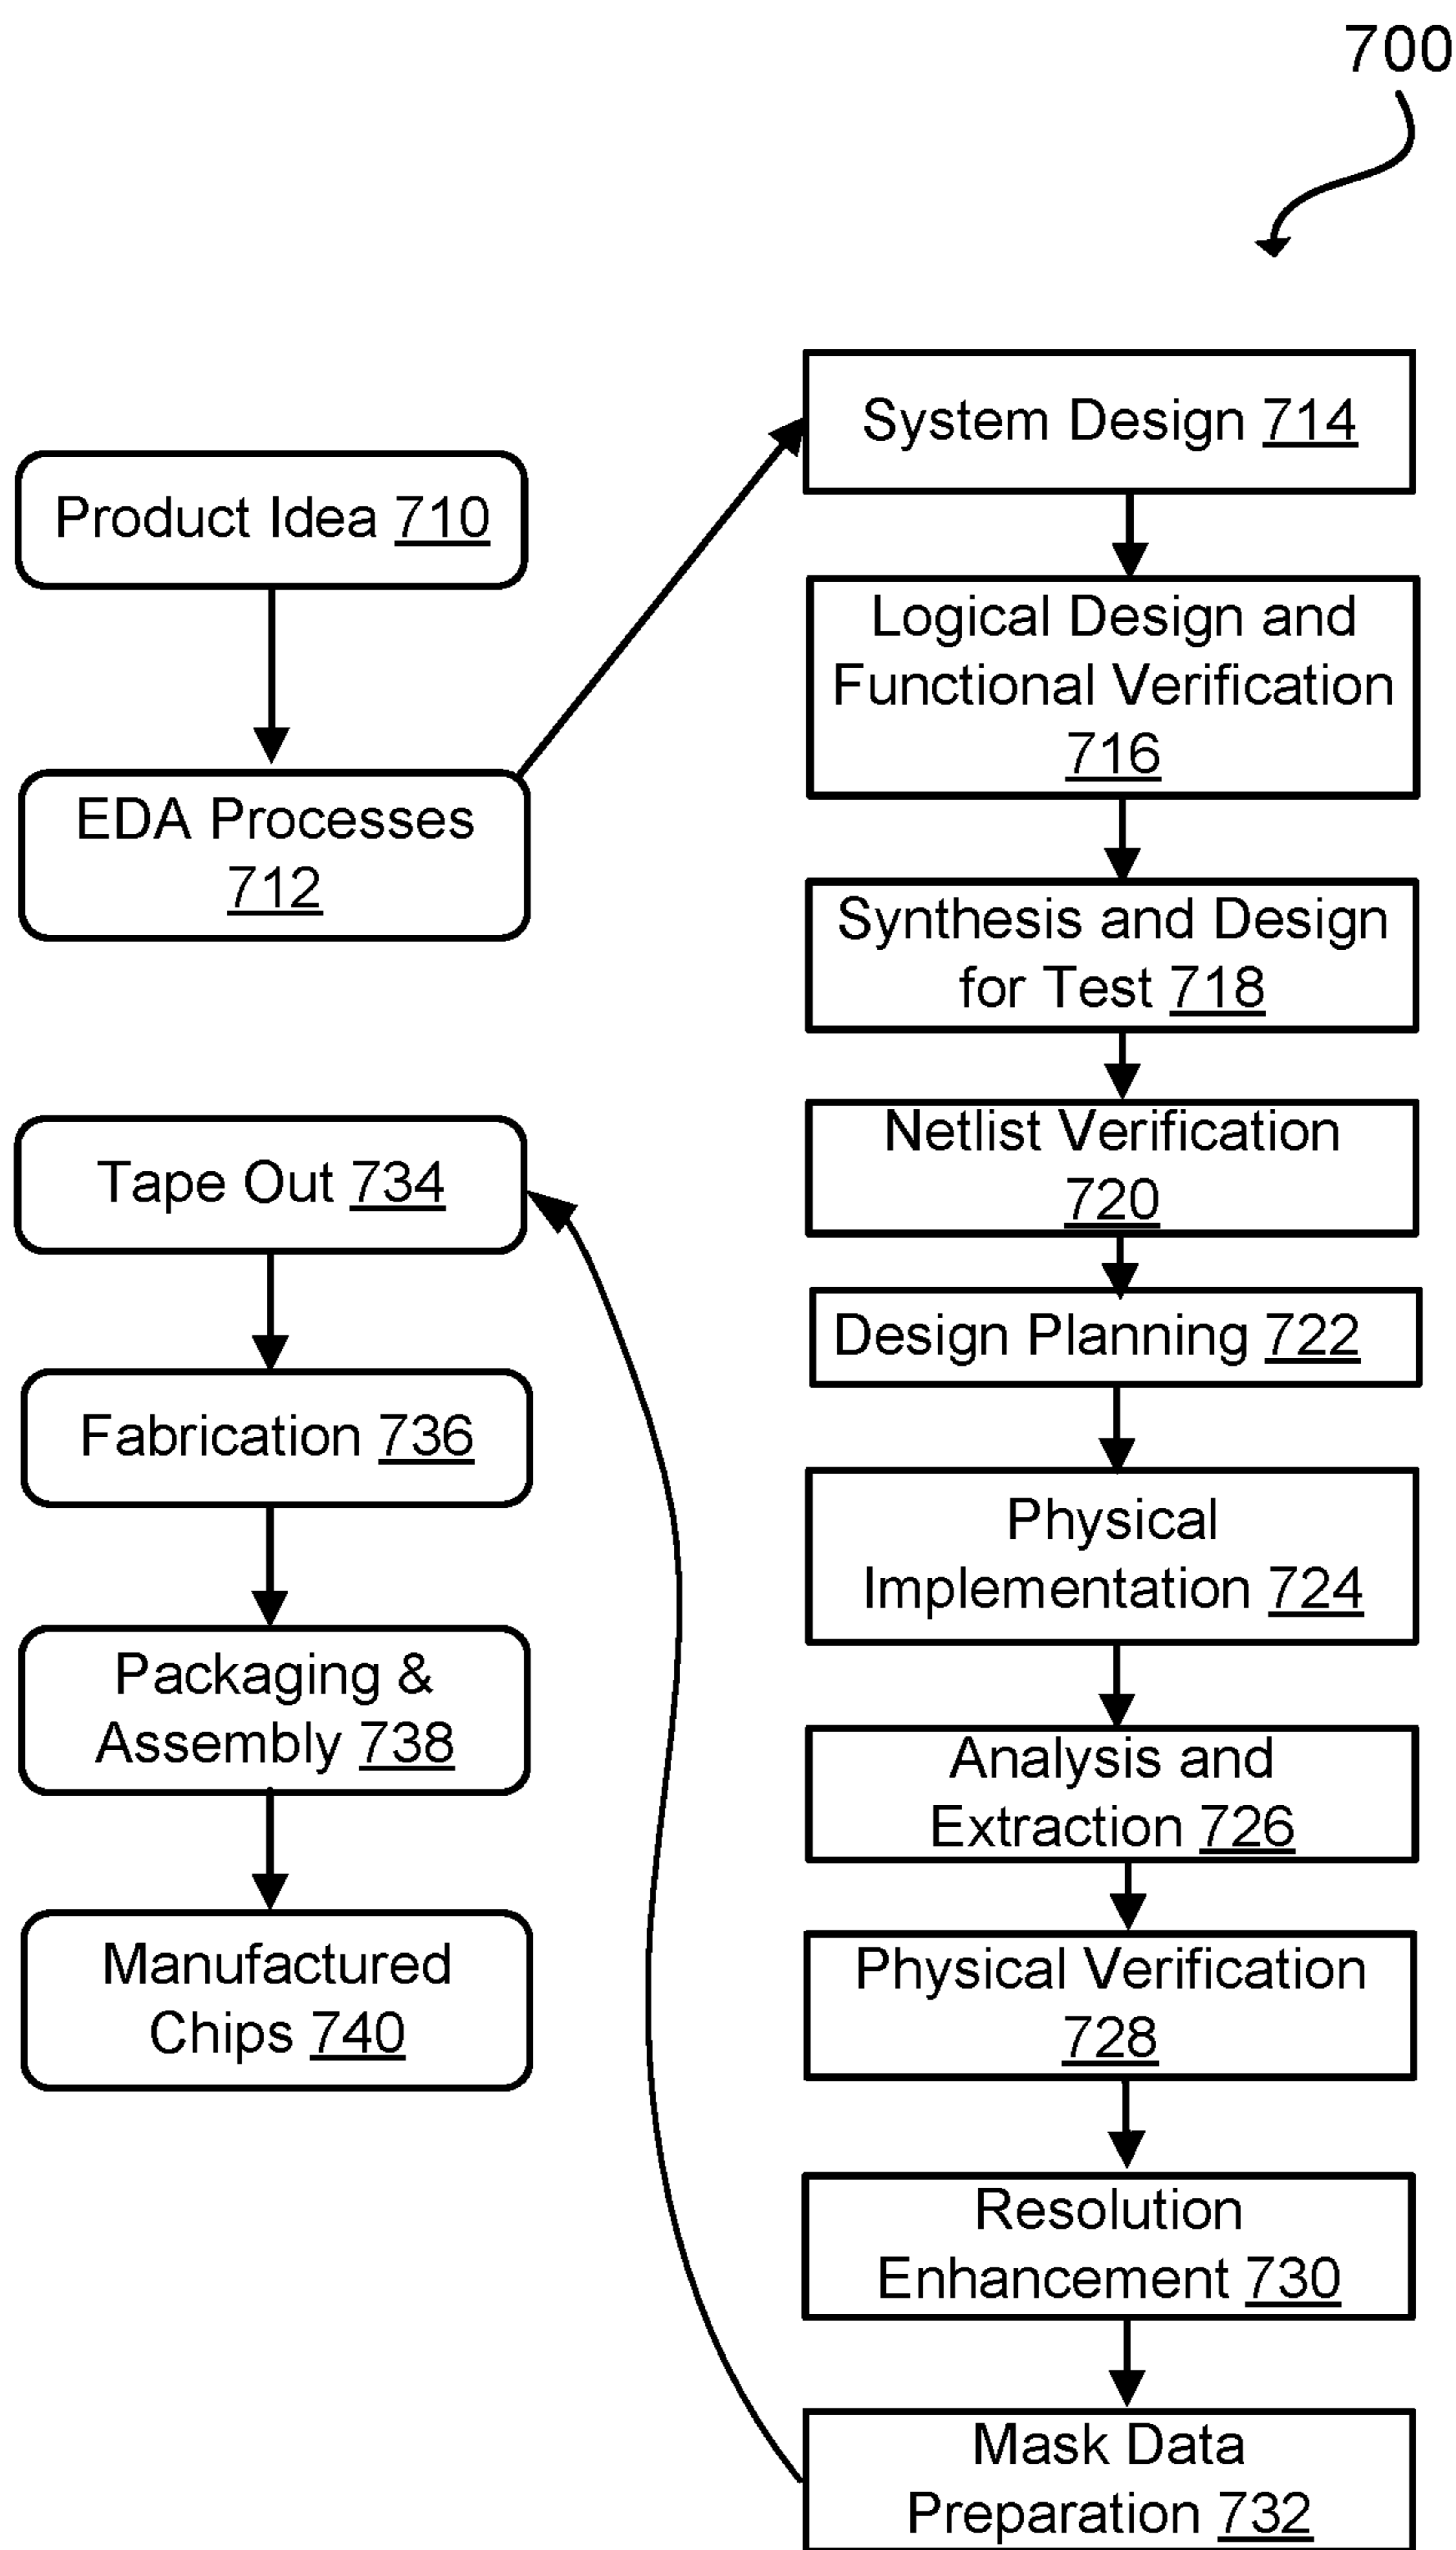 700
Product Idea 710
EDA Processes
712
System Design 714
Logical Design and
Functional Verification
716
Synthesis and Design
for Test 718
Netlist Verification
720
Design Planning 722
Physical
Implementation 724
Analysis and
Extraction 726
Physical Verification
728
Resolution
Enhancement 730
Mask Data
Preparation 732
Tape Out 734
Fabrication 736
Packaging &
Assembly 738
Manufactured
Chips 740